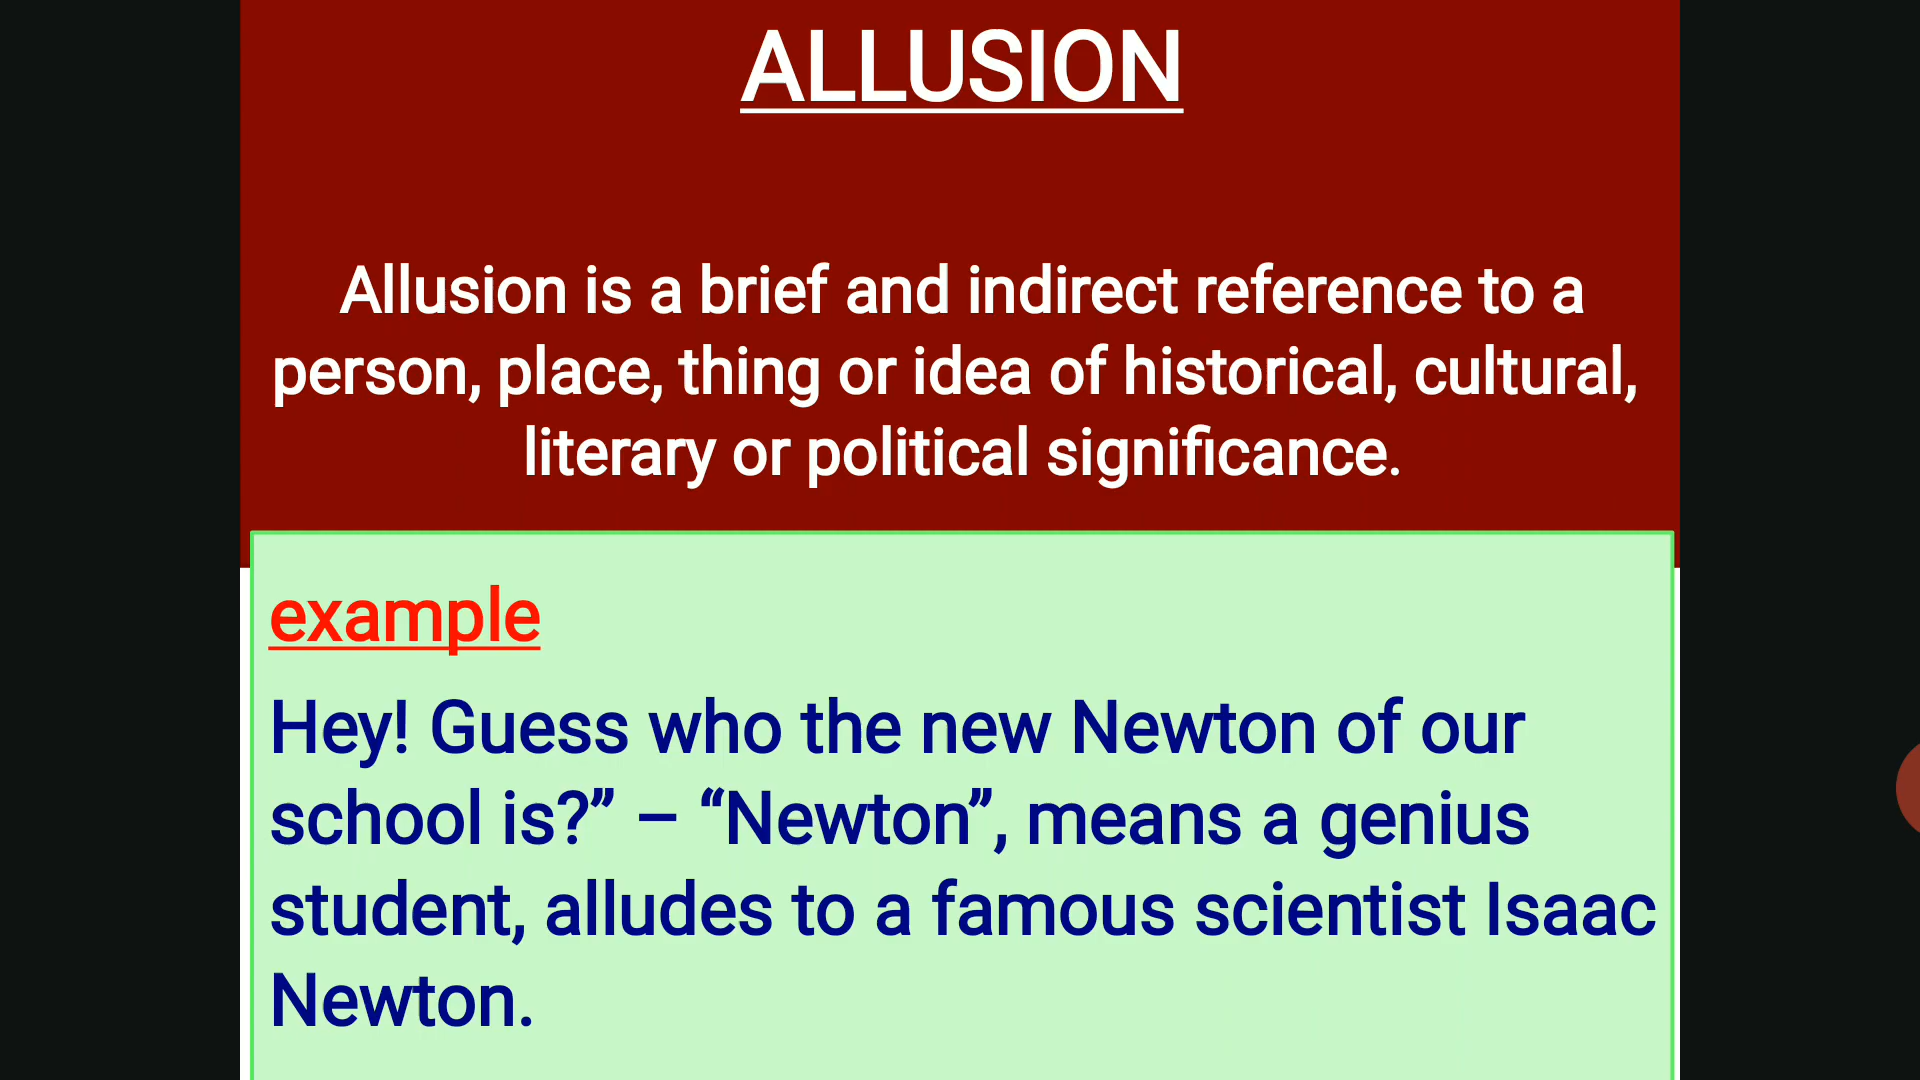 ALLUSION
Allusion is a brief and indirect reference to a
person, place, thing or idea of historical, cultural,
literary or political significance.
example
Hey! Guess who the new Newton of our
school is?” – “Newton”, means a genius
student, alludes to a famous scientist Isaac
Newton.